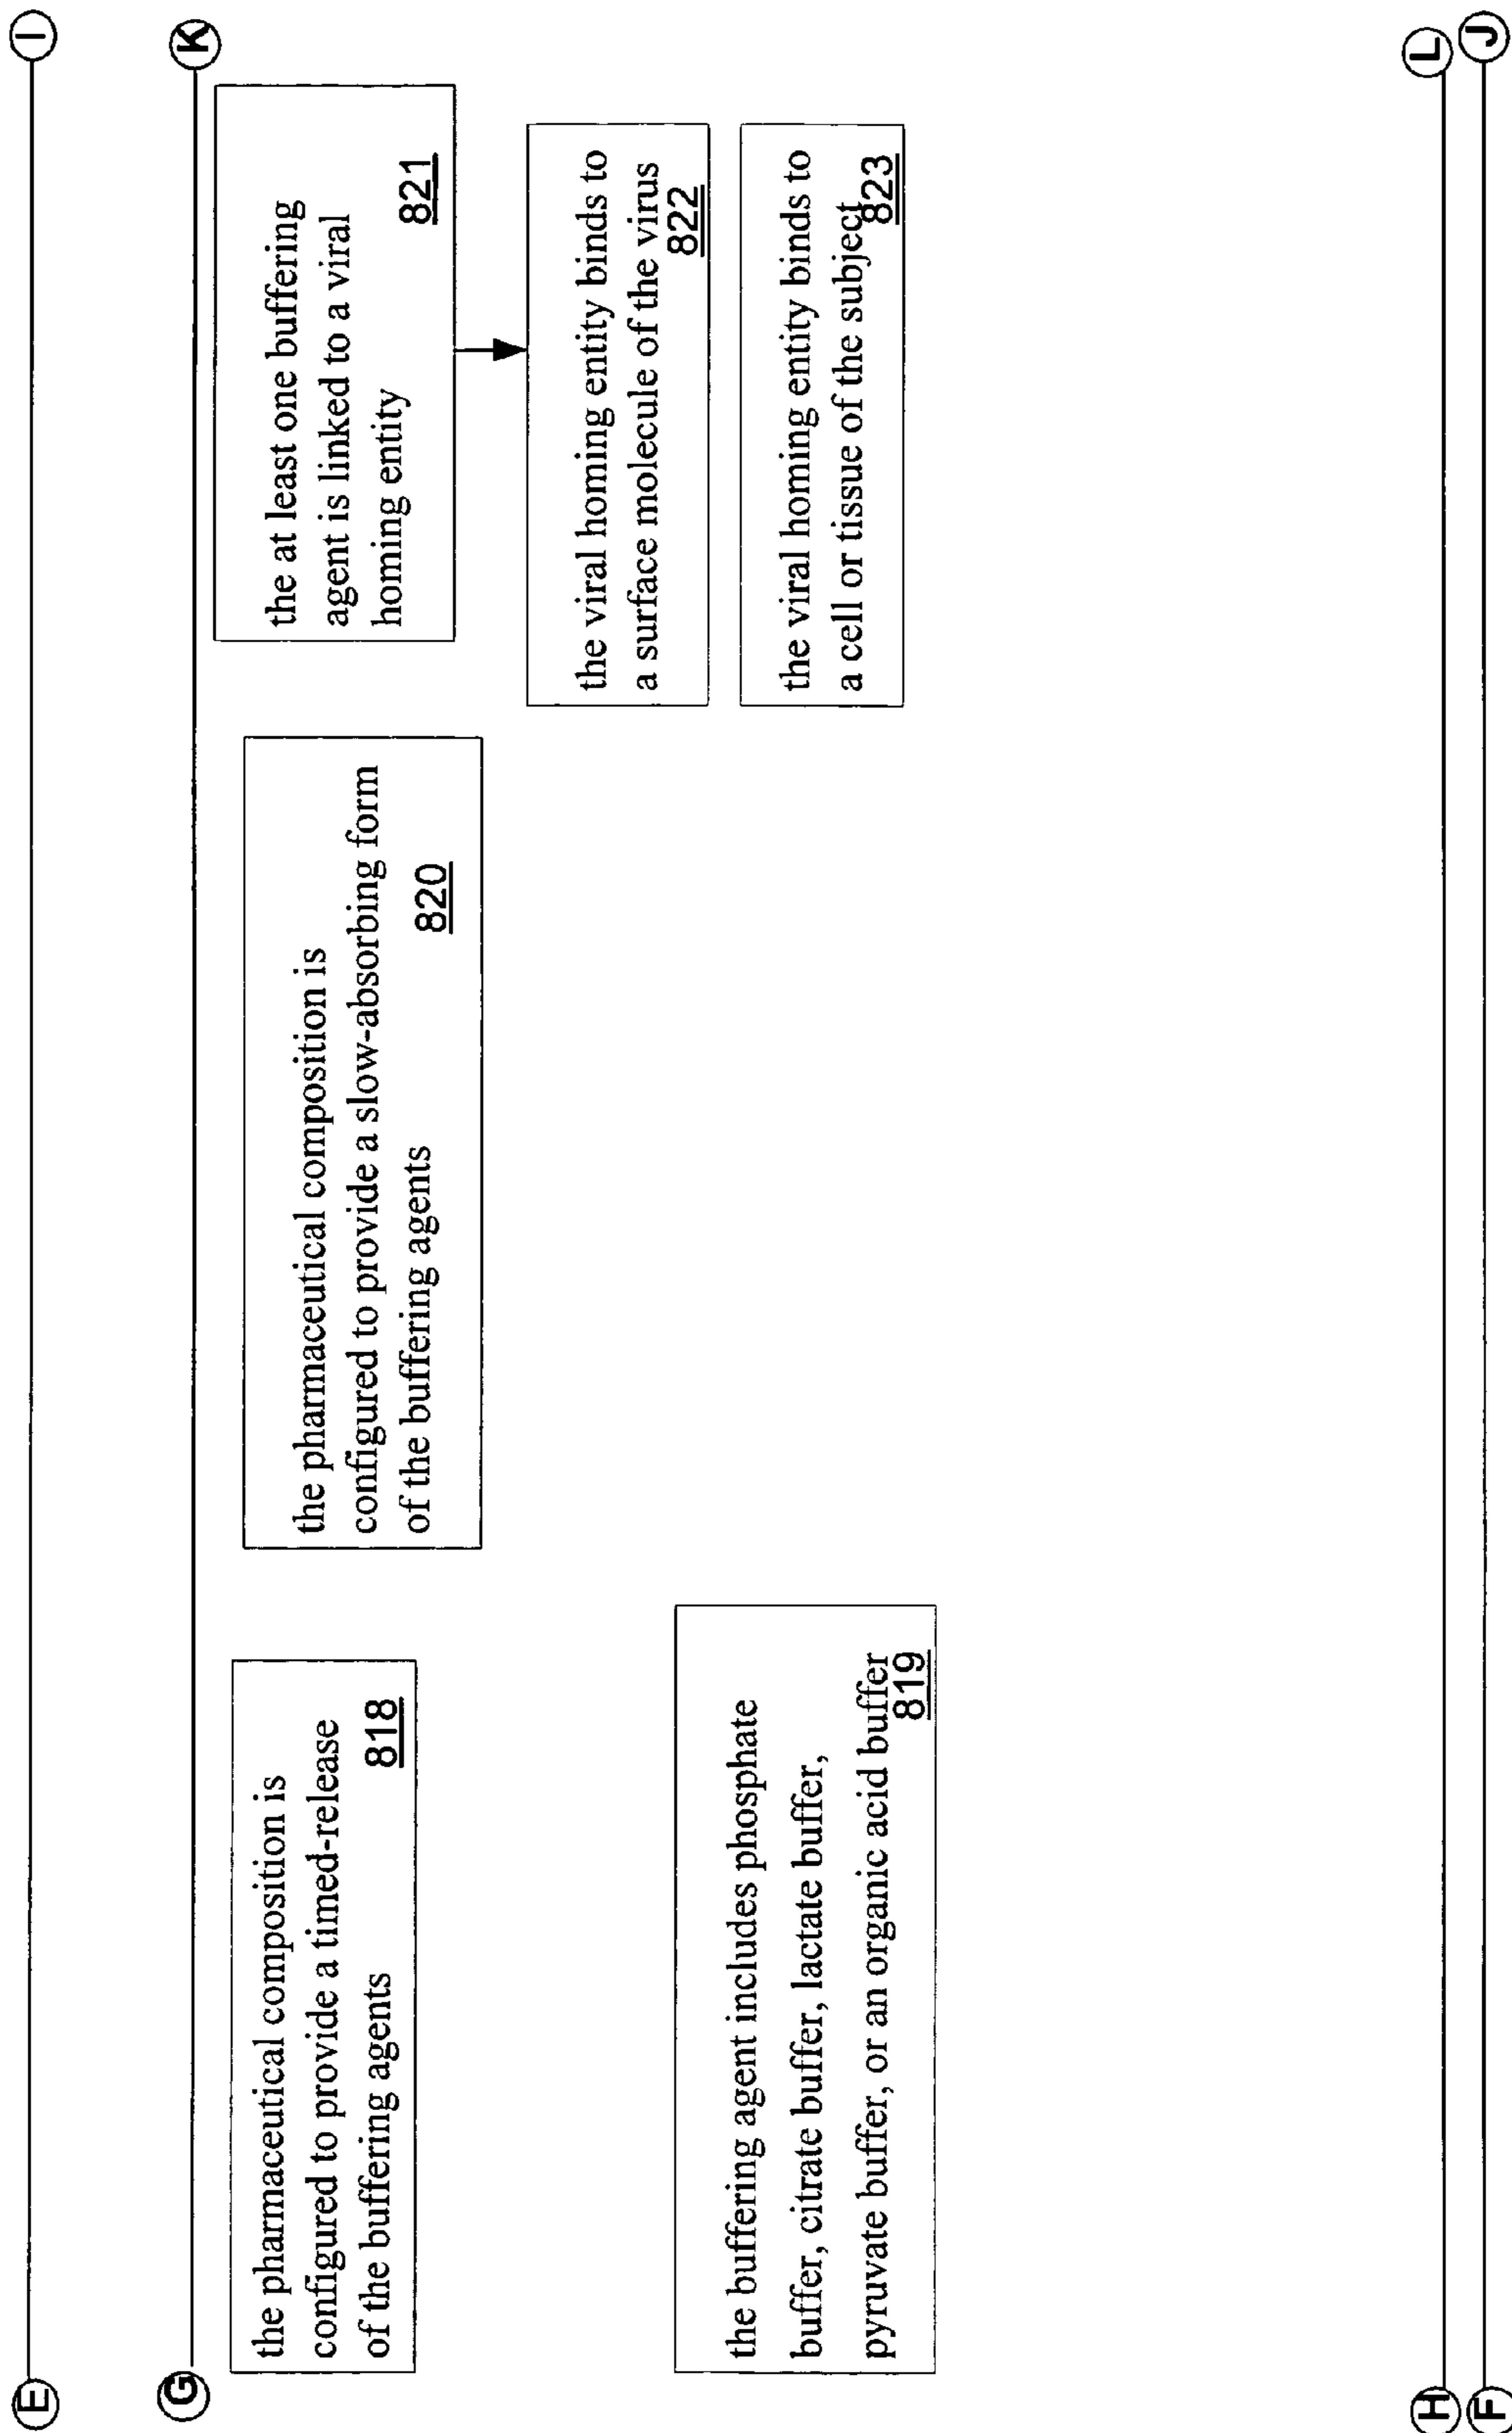 E
I
G
K
the pharmaceutical composition is
configured to provide a timed-release
of the buffering agents
818
the buffering agent includes phosphate
buffer, citrate buffer, lactate buffer,
pyruvate buffer, or an organic acid buffer
819
the pharmaceutical composition is
configured to provide a slow-absorbing form
of the buffering agents
820
the at least one buffering
agent is linked to a viral
homing entity
821
the viral homing entity binds to
a surface molecule of the virus
822
the viral homing entity binds to
a cell or tissue of the subject
823
H
L
F
J